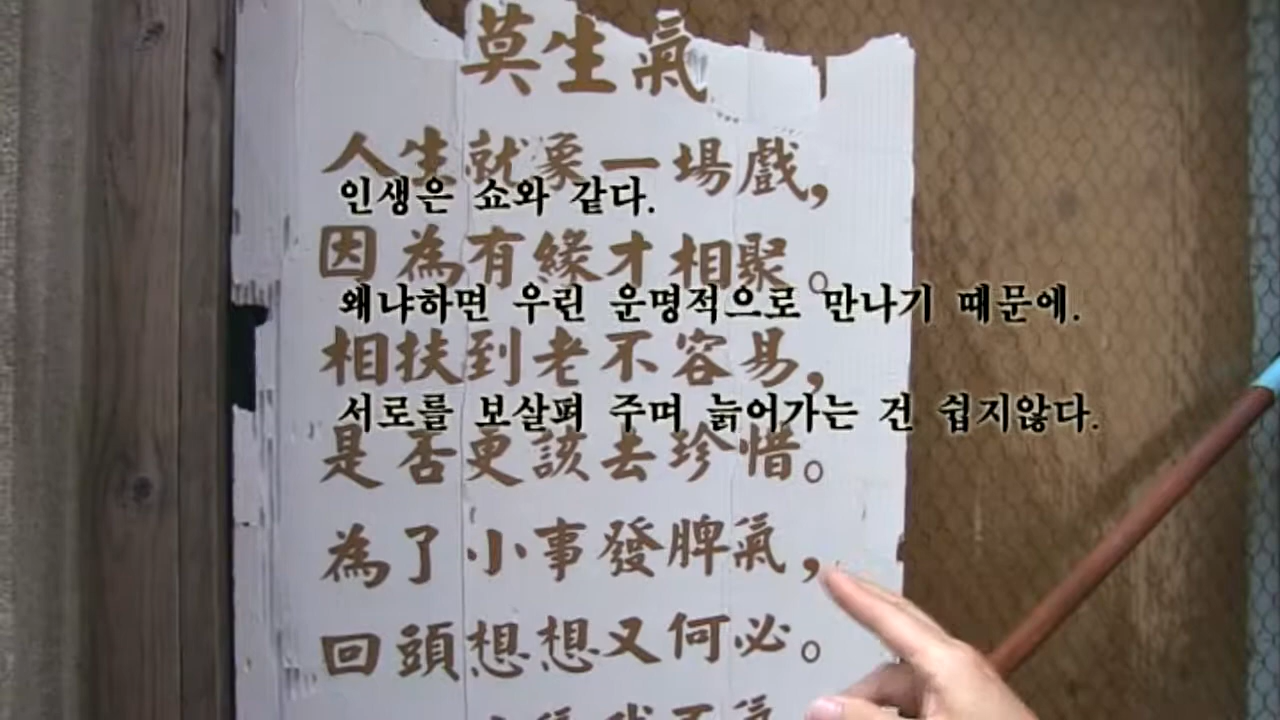 莫生氣
人生就象一場戲，
인생은 쇼와 같다.
因為有緣才相聚。
왜냐하면 우린 운명적으로 만나기 때문에.
相扶到老不容易，
서로를 보살펴 주며 늙어가는 건 쉽지않다.
是否更該去珍惜。
為了小事發脾氣，
回頭想想又何必。